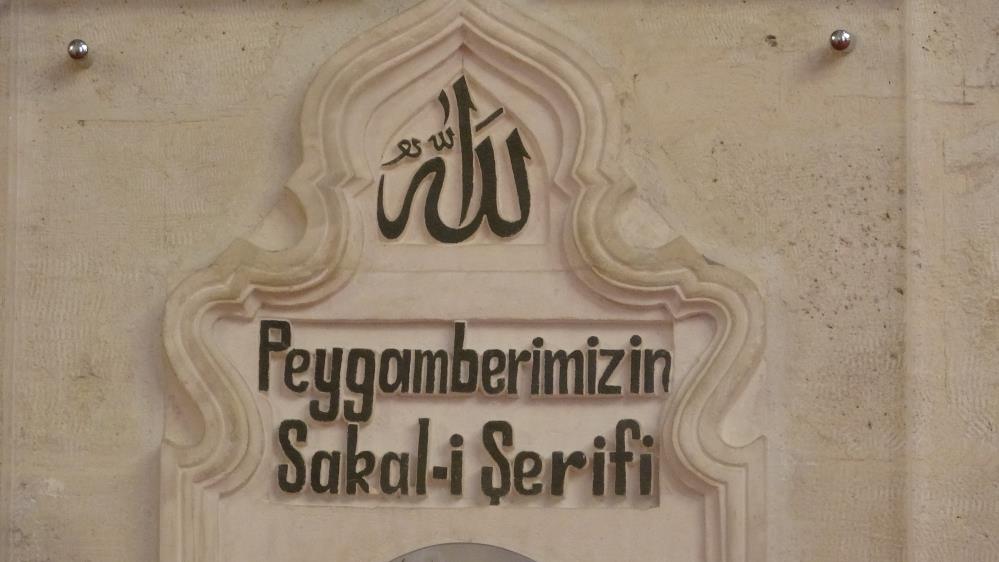 الله
Peygamberimizin
Sakal-i Şerifi